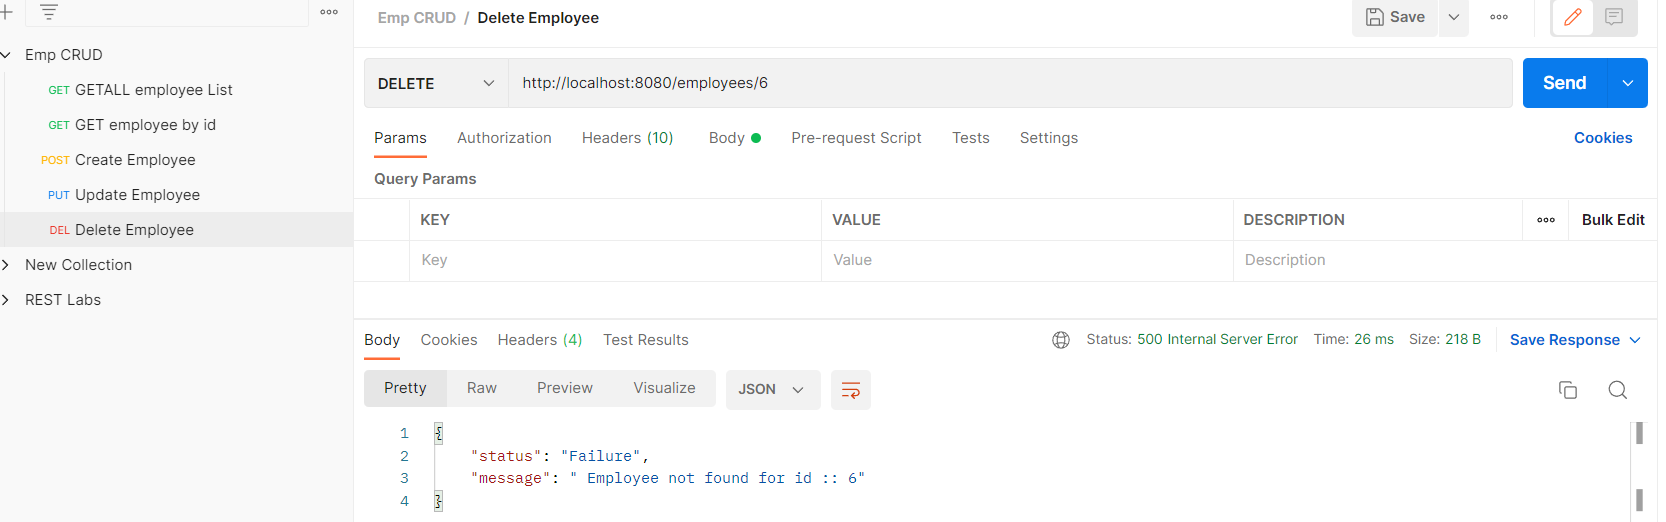 Emp CRUD / Delete Employee
Save
Emp CRUD
GET GETALL employee List
GET GET employee by id
POST Create Employee
PUT Update Employee
DEL Delete Employee
New Collection
REST Labs
DELETE http://localhost:8080/employees/6 Send
Params Authorization Headers (10) Body Pre-request Script Tests Settings Cookies
Query Params
KEY VALUE DESCRIPTION Bulk Edit
Key Value Description
Body Cookies Headers (4) Test Results Status: 500 Internal Server Error Time: 26 ms Size: 218 B Save Response
Pretty Raw Preview Visualize JSON
1 {
2 "status": "Failure",
3 "message": " Employee not found for id :: 6"
4 }